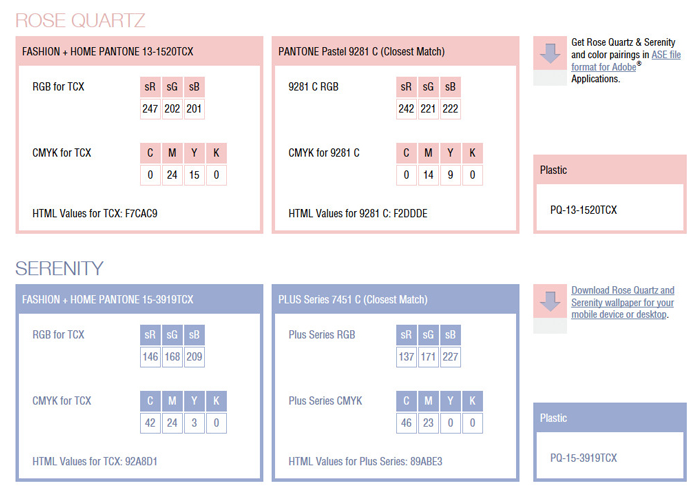 ROSE QUARTZ
FASHION + HOME PANTONE 13-1520TCX
RGB for TCX
sR sG sB
247 202 201
CMYK for TCX
C M Y K
0 24 15 0
HTML Values for TCX: F7CAC9
PANTONE Pastel 9281 C (Closest Match)
9281 C RGB
sR sG sB
242 221 222
CMYK for 9281 C
C M Y K
0 14 9 0
HTML Values for 9281 C: F2DDDE
Get Rose Quartz & Serenity
and color pairings in ASE file
format for Adobe®
Applications.
Plastic
PQ-13-1520TCX
SERENITY
FASHION + HOME PANTONE 15-3919TCX
RGB for TCX
sR sG sB
146 168 209
CMYK for TCX
C M Y K
42 24 3 0
HTML Values for TCX: 92A8D1
PLUS Series 7451 C (Closest Match)
Plus Series RGB
sR sG sB
137 171 227
Plus Series CMYK
C M Y K
46 23 0 0
HTML Values for Plus Series: 89ABE3
Download Rose Quartz and
Serenity wallpaper for your
mobile device or desktop.
Plastic
PQ-15-3919TCX